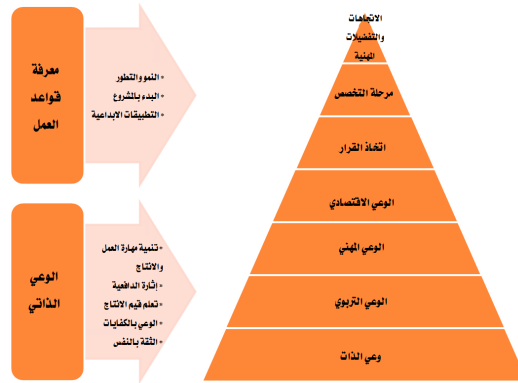 الاتجاهات
والتفضيلات
المهنية
مرحلة التخصص
اتخاذ القرار
الوعي الاقتصادي
الوعي المهني
الوعي التربوي
وعي الذات
معرفة
قواعد
العمل
• النمو والتطور
• البدء بالشروع
• التطبيقات الابداعية
الوعي
الذاتي
• تنمية مهارة العمل
والانتاج
• إثارة الدافعية
• تعلم قيم الانتاج
• الوعي بالكفايات
• الثقة بالنفس